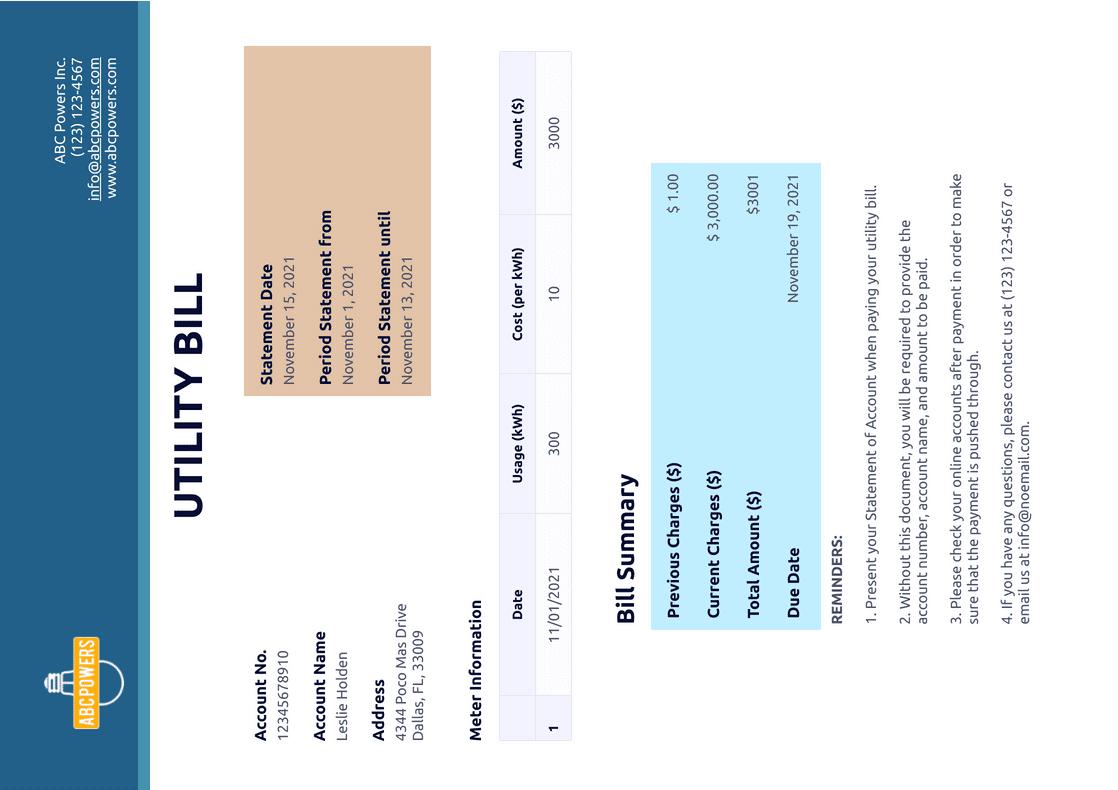 ABCPOWERS
ABC Powers Inc.
(123) 123-4567
info@abcpowers.com
www.abcpowers.com
UTILITY BILL
Account No.
12345678910
Account Name
Leslie Holden
Address
4344 Poco Mas Drive
Dallas, FL, 33009
Statement Date
November 15, 2021
Period Statement from
November 1, 2021
Period Statement until
November 13, 2021
Meter Information
Date Usage (kWh) Cost (per kWh) Amount ($)
1 11/01/2021 300 10 3000
Bill Summary
Previous Charges ($) $ 1.00
Current Charges ($) $ 3,000.00
Total Amount ($) $3001
Due Date November 19, 2021
REMINDERS:
1. Present your Statement of Account when paying your utility bill.
2. Without this document, you will be required to provide the
account number, account name, and amount to be paid.
3. Please check your online accounts after payment in order to make
sure that the payment is pushed through.
4. If you have any questions, please contact us at (123) 123-4567 or
email us at info@noemail.com.